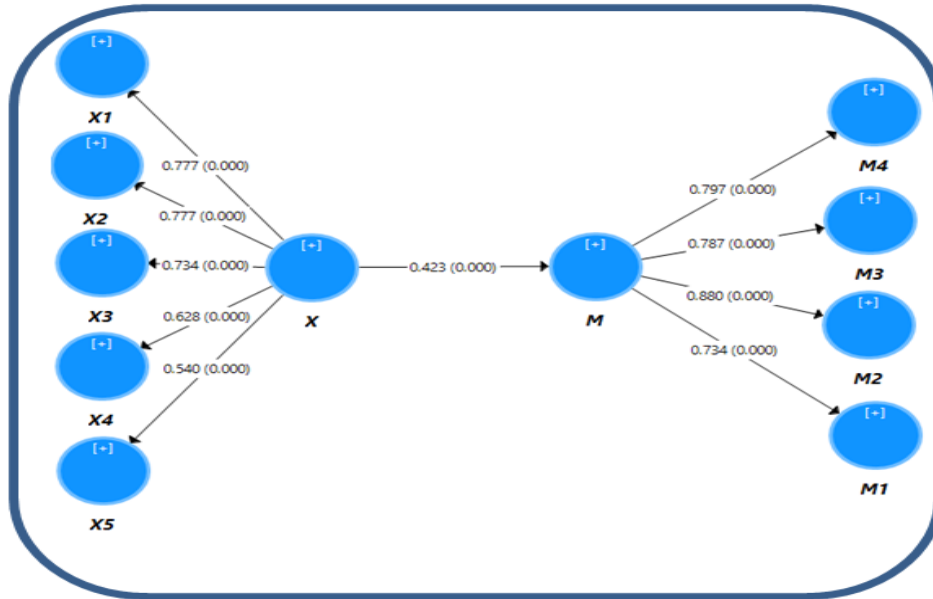 [+]
X1
[+]
X2
[+]
X3
[+]
X4
[+]
X5
0.777 (0.000)
0.777 (0.000)
0.734 (0.000)
0.628 (0.000)
0.540 (0.000)
[+]
X
0.423 (0.000)
[+]
M
0.797 (0.000)
0.787 (0.000)
0.880 (0.000)
0.734 (0.000)
[+]
M4
[+]
M3
[+]
M2
[+]
M1